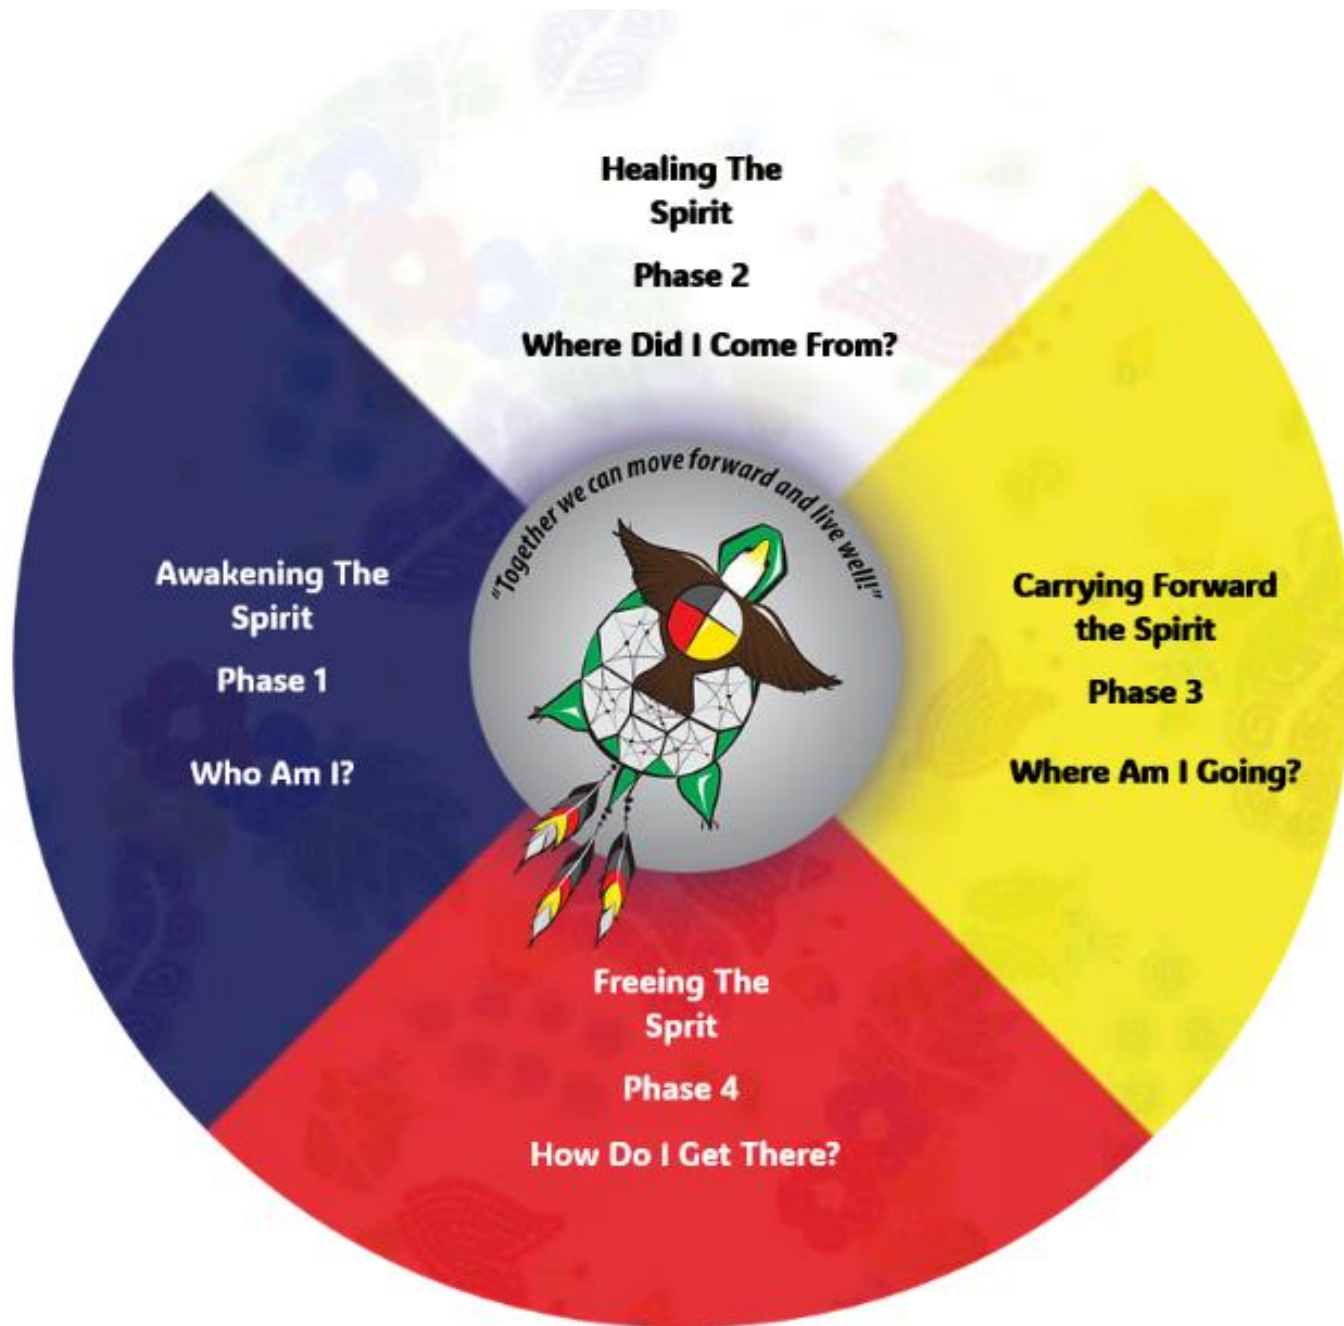 Healing The
Spirit
Phase 2
Where Did I Come From?
"Together we can move forward and live well!"
Awakening The
Spirit
Phase 1
Who Am I?
Carrying Forward
the Spirit
Phase 3
Where Am I Going?
Freeing The
Sprit
Phase 4
How Do I Get There?